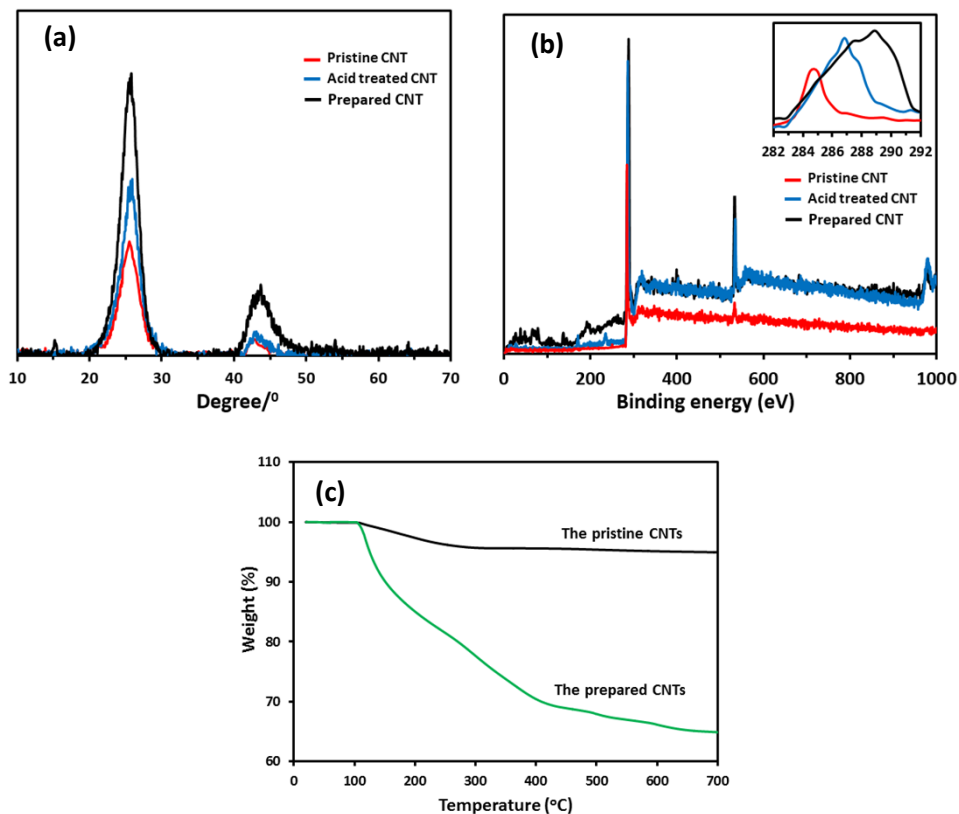 (a)
Pristine CNT
Acid treated CNT
Prepared CNT
10 20 30 40 50 60 70
Degree/⁰
(b)
282 284 286 288 290 292
Pristine CNT
Acid treated CNT
Prepared CNT
0 200 400 600 800 1000
Binding energy (eV)
(c)
110
100
90
80
70
60
Weight (%)
The pristine CNTs
The prepared CNTs
0 100 200 300 400 500 600 700
Temperature (°C)